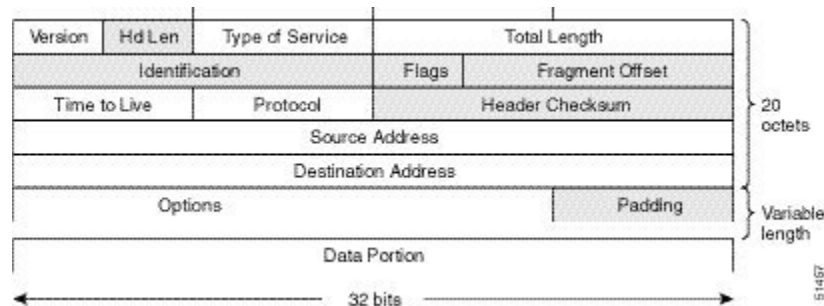 Version Hd Len Type of Service Total Length
Identification Flags Fragment Offset
Time to Live Protocol Header Checksum
20
octets
Source Address
Destination Address
Options Padding
Variable
length
Data Portion
32 bits
51457